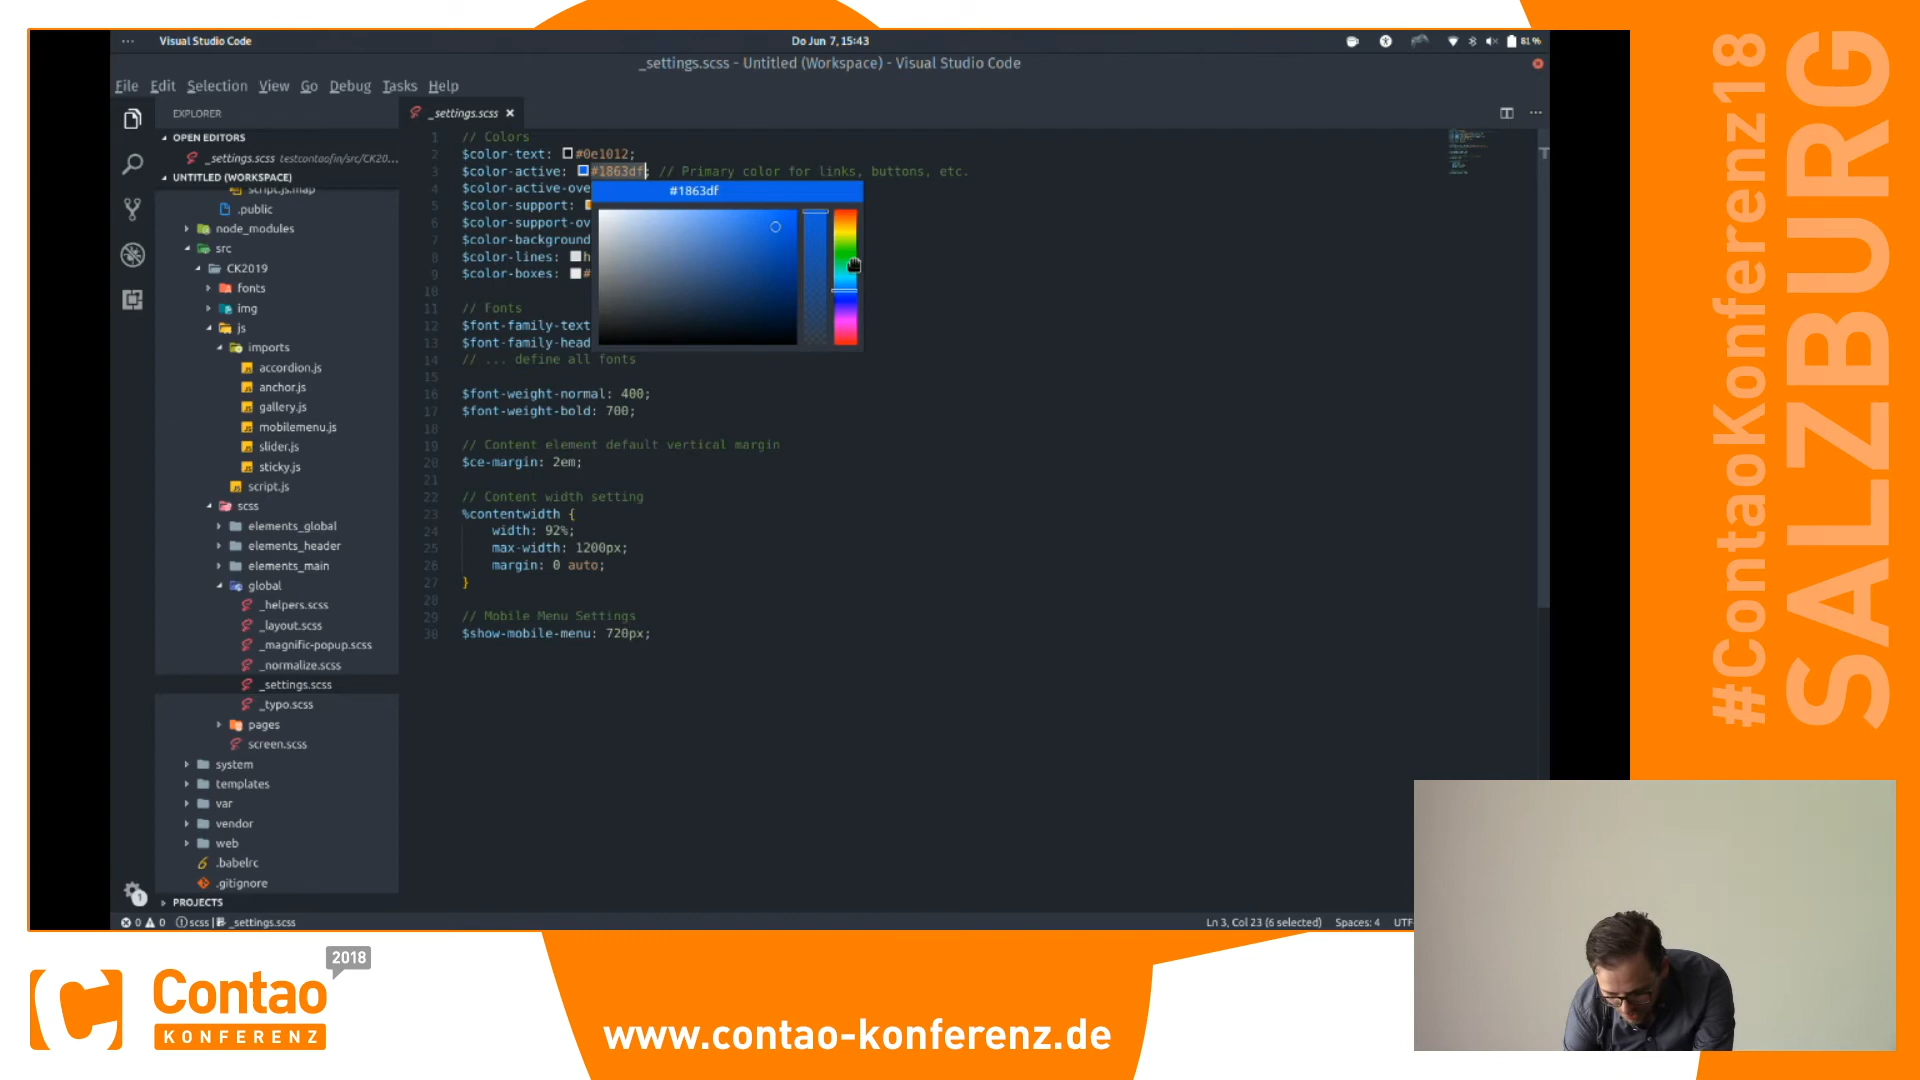 Visual Studio Code
Do Jun 7, 15:43
81 %
_settings.scss - Untitled (Workspace) - Visual Studio Code
File Edit Selection View Go Debug Tasks Help
EXPLORER
OPEN EDITORS
_settings.scss testcontaofin/src/CK20...
UNTITLED (WORKSPACE)
script.js.map
.public
node_modules
src
CK2019
fonts
img
js
imports
accordion.js
anchor.js
gallery.js
mobilemenu.js
slider.js
sticky.js
script.js
scss
elements_global
elements_header
elements_main
global
_helpers.scss
_layout.scss
_magnific-popup.scss
_normalize.scss
_settings.scss
_typo.scss
pages
screen.scss
system
templates
var
vendor
web
.babelrc
.gitignore
PROJECTS
_settings.scss
1 // Colors
2 $color-text: #0e1012;
3 $color-active: #1863df; // Primary color for links, buttons, etc.
4 $color-active-ove
5 $color-support:
6 $color-support-ov
7 $color-background
8 $color-lines: h
9 $color-boxes: #
#1863df
10
11 // Fonts
12 $font-family-text
13 $font-family-head
14 // ... define all fonts
15
16 $font-weight-normal: 400;
17 $font-weight-bold: 700;
18
19 // Content element default vertical margin
20 $ce-margin: 2em;
21
22 // Content width setting
23 %contentwidth {
24 width: 92%;
25 max-width: 1200px;
26 margin: 0 auto;
27 }
28
29 // Mobile Menu Settings
30 $show-mobile-menu: 720px;
1
0 0 scss | _settings.scss
Ln 3, Col 23 (6 selected) Spaces: 4 UTF
#ContaoKonferenz18
SALZBURG
2018
Contao
KONFERENZ
www.contao-konferenz.de